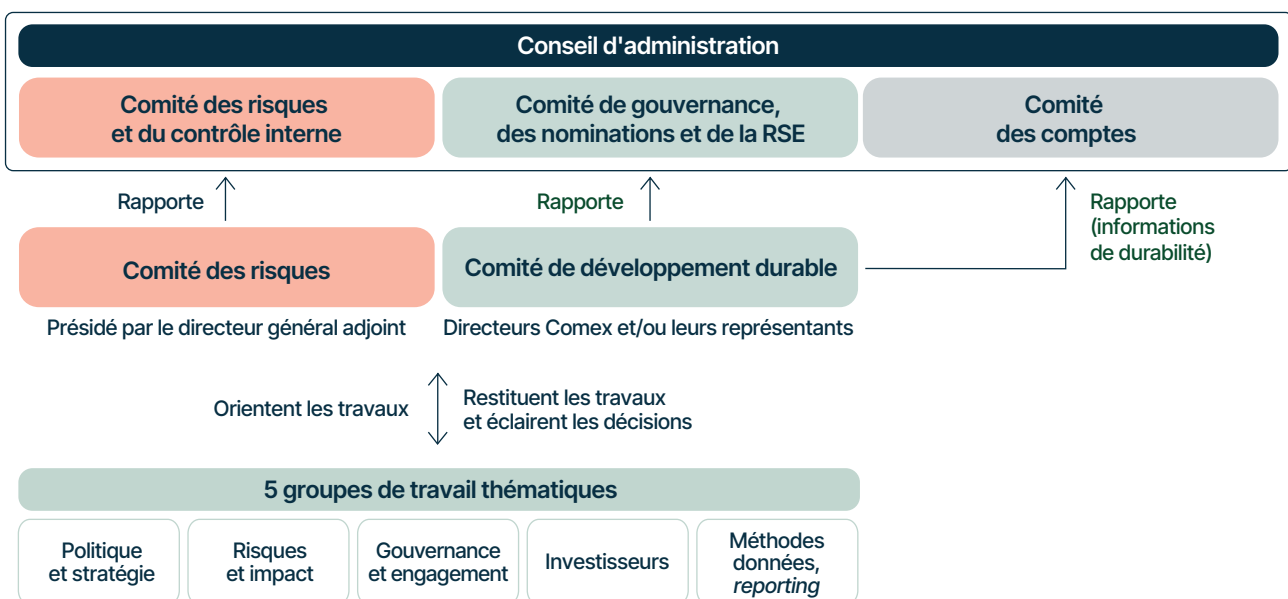 Conseil d'administration
Comité des risques
et du contrôle interne
Comité de gouvernance,
des nominations et de la RSE
Comité
des comptes
Rapporte
Rapporte
Rapporte
(informations
de durabilité)
Comité des risques
Comité de développement durable
Présidé par le directeur général adjoint
Directeurs Comex et/ou leurs représentants
Orientent les travaux
Restituent les travaux
et éclairent les décisions
5 groupes de travail thématiques
Politique
et stratégie
Risques
et impact
Gouvernance
et engagement
Investisseurs
Méthodes
données,
reporting